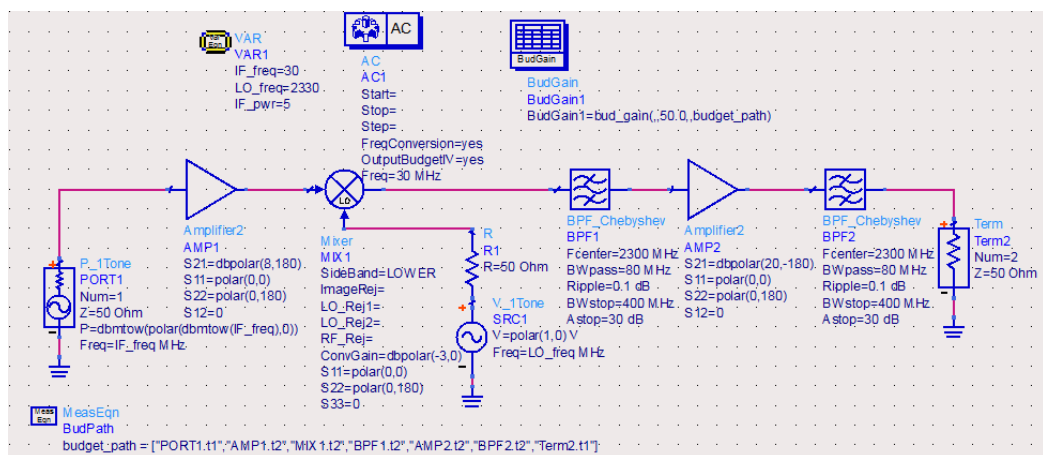 Var
Eqn
VAR
VAR1
IF_freq=30
LO_freq=2330
IF_pwr=5
AC
AC
AC1
Start=
Stop=
Step=
FreqConversion=yes
OutputBudgetIV=yes
Freq=30 MHz
BudGain
BudGain
BudGain1
BudGain1=bud_gain(,,50.0,,budget_path)
P_1Tone
PORT1
Num=1
Z=50 Ohm
P=dbmtow(polar(dbmtow(IF_freq),0))
Freq=IF_freq MHz
Amplifier2
AMP1
S21=dbpolar(8,180)
S11=polar(0,0)
S22=polar(0,180)
S12=0
LO
Mixer
MIX1
SideBand=LOWER
ImageRej=
LO_Rej1=
LO_Rej2=
RF_Rej=
ConvGain=dbpolar(-3,0)
S11=polar(0,0)
S22=polar(0,180)
S33=0
R
R1
R=50 Ohm
V_1Tone
SRC1
V=polar(1,0) V
Freq=LO_freq MHz
BPF_Chebyshev
BPF1
Fcenter=2300 MHz
BWpass=80 MHz
Ripple=0.1 dB
BWstop=400 MHz
Astop=30 dB
Amplifier2
AMP2
S21=dbpolar(20,-180)
S11=polar(0,0)
S22=polar(0,180)
S12=0
BPF_Chebyshev
BPF2
Fcenter=2300 MHz
BWpass=80 MHz
Ripple=0.1 dB
BWstop=400 MHz
Astop=30 dB
Term
Term2
Num=2
Z=50 Ohm
Meas
Eqn
MeasEqn
BudPath
budget_path = ["PORT1.t1","AMP1.t2","MIX1.t2","BPF1.t2","AMP2.t2","BPF2.t2","Term2.t1"]